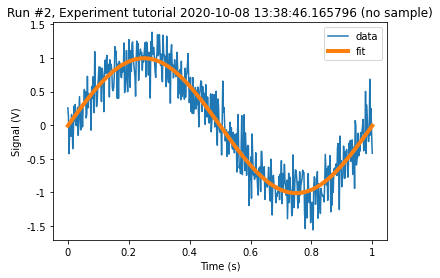 Run #2, Experiment tutorial 2020-10-08 13:38:46.165796 (no sample)
data
fit
1.5
1.0
0.5
0
-0.5
-1.0
-1.5
Signal (V)
0 0.2 0.4 0.6 0.8 1
Time (s)